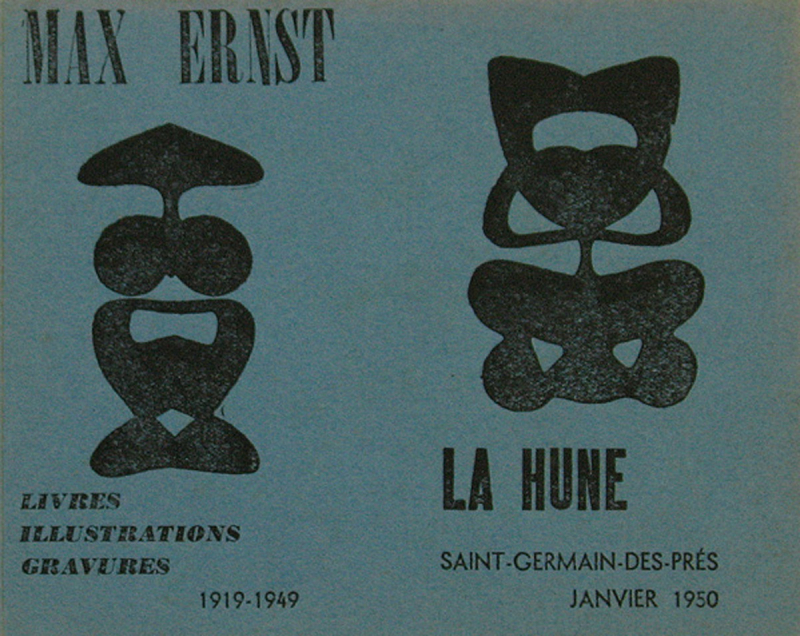 MAX ERNST
LIVRES
ILLUSTRATIONS
GRAVURES
1919-1949
LA HUNE
SAINT-GERMAIN-DES-PRÉS
JANVIER 1950